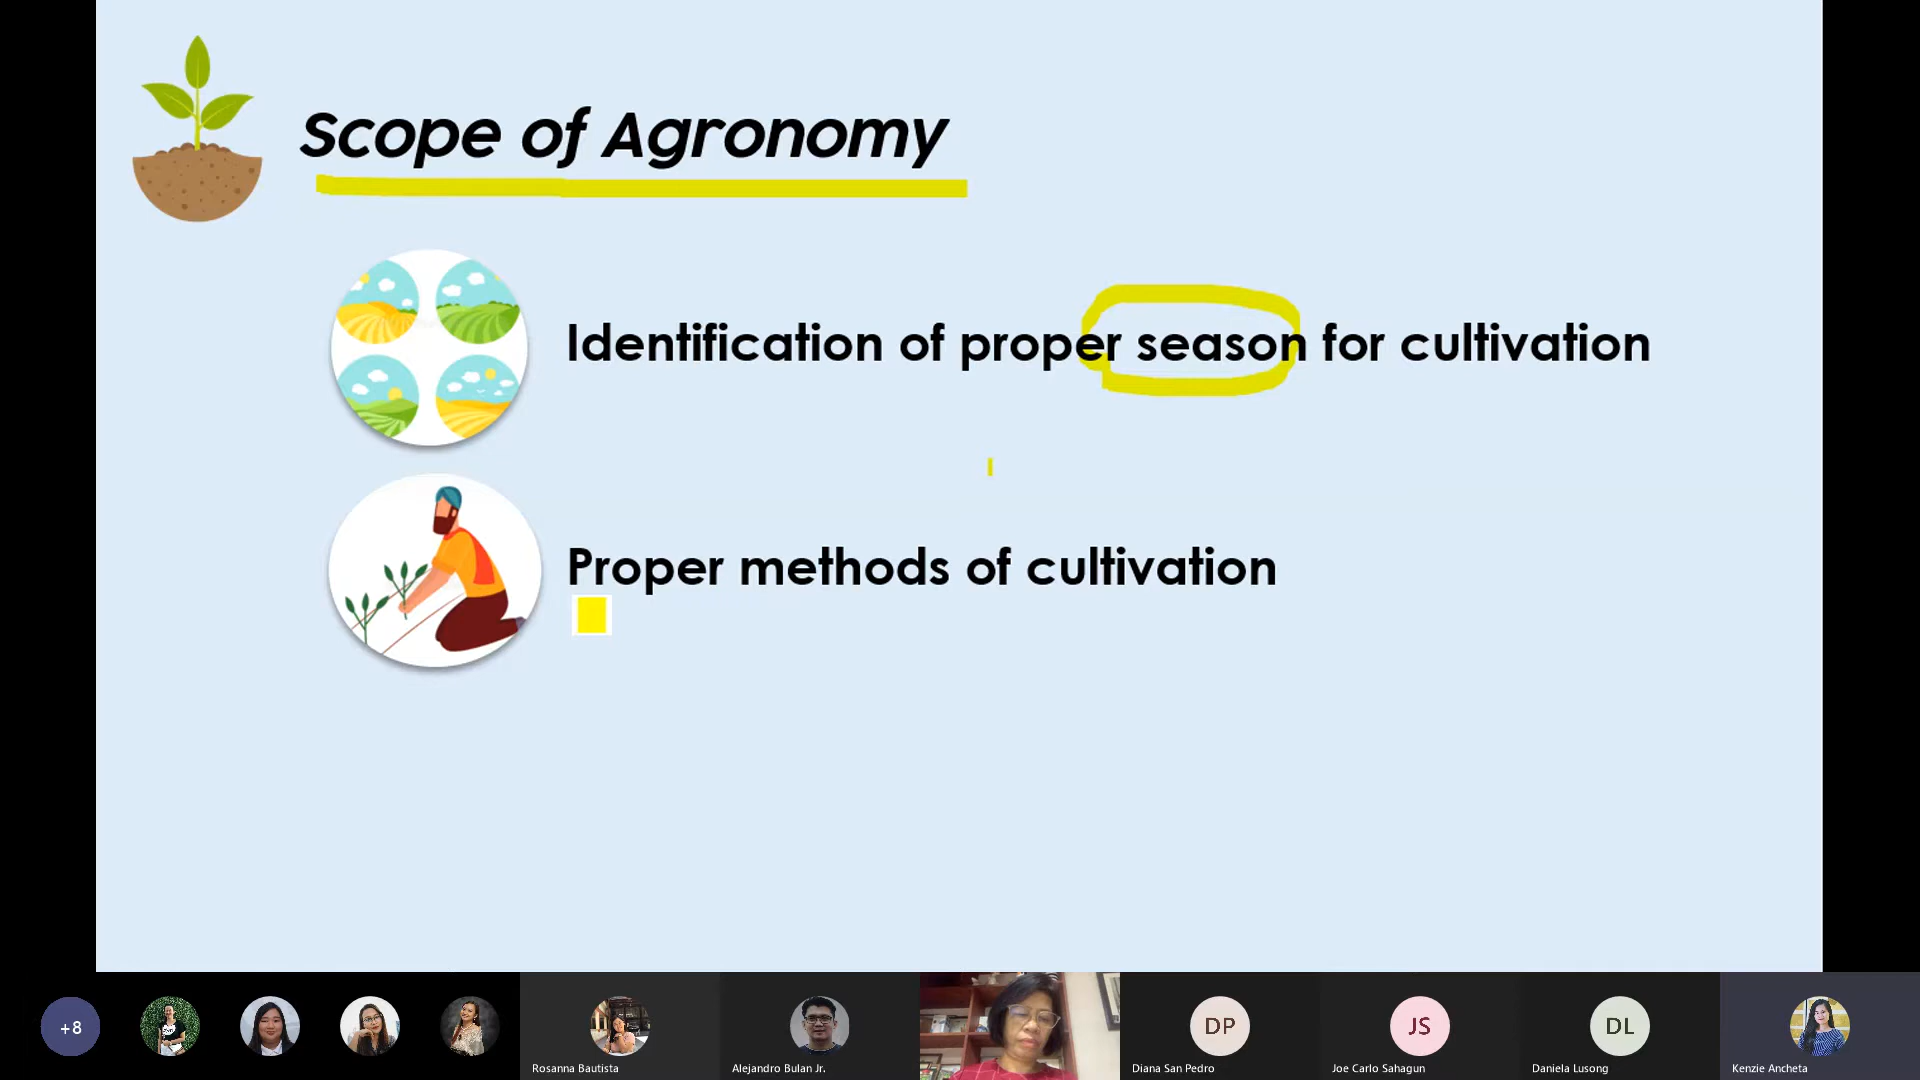 Scope of Agronomy
Identification of proper season for cultivation
Proper methods of cultivation
+8
Rosanna Bautista
Alejandro Bulan Jr.
DP
Diana San Pedro
JS
Joe Carlo Sahagun
DL
Daniela Lusong
Kenzie Ancheta